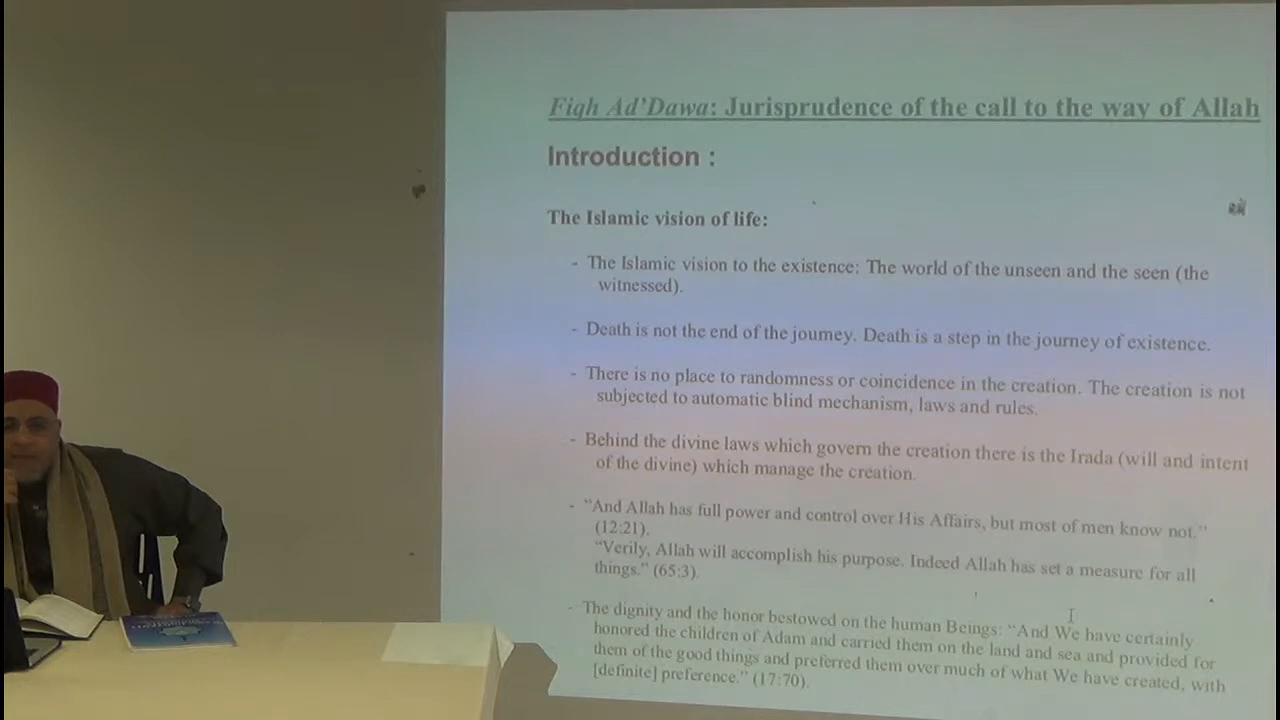 Fiqh Ad'Dawa: Jurisprudence of the call to the way of Allah
Introduction :
The Islamic vision of life:
- The Islamic vision to the existence: The world of the unseen and the seen (the
witnessed).
- Death is not the end of the journey. Death is a step in the journey of existence.
- There is no place to randomness or coincidence in the creation. The creation is not
subjected to automatic blind mechanism, laws and rules.
- Behind the divine laws which govern the creation there is the Irada (will and intent
of the divine) which manage the creation.
- "And Allah has full power and control over His Affairs, but most of men know not."
(12:21).
"Verily, Allah will accomplish his purpose. Indeed Allah has set a measure for all
things." (65:3).
- The dignity and the honor bestowed on the human Beings: "And We have certainly
honored the children of Adam and carried them on the land and sea and provided for
them of the good things and preferred them over much of what We have created, with
[definite] preference." (17:70).